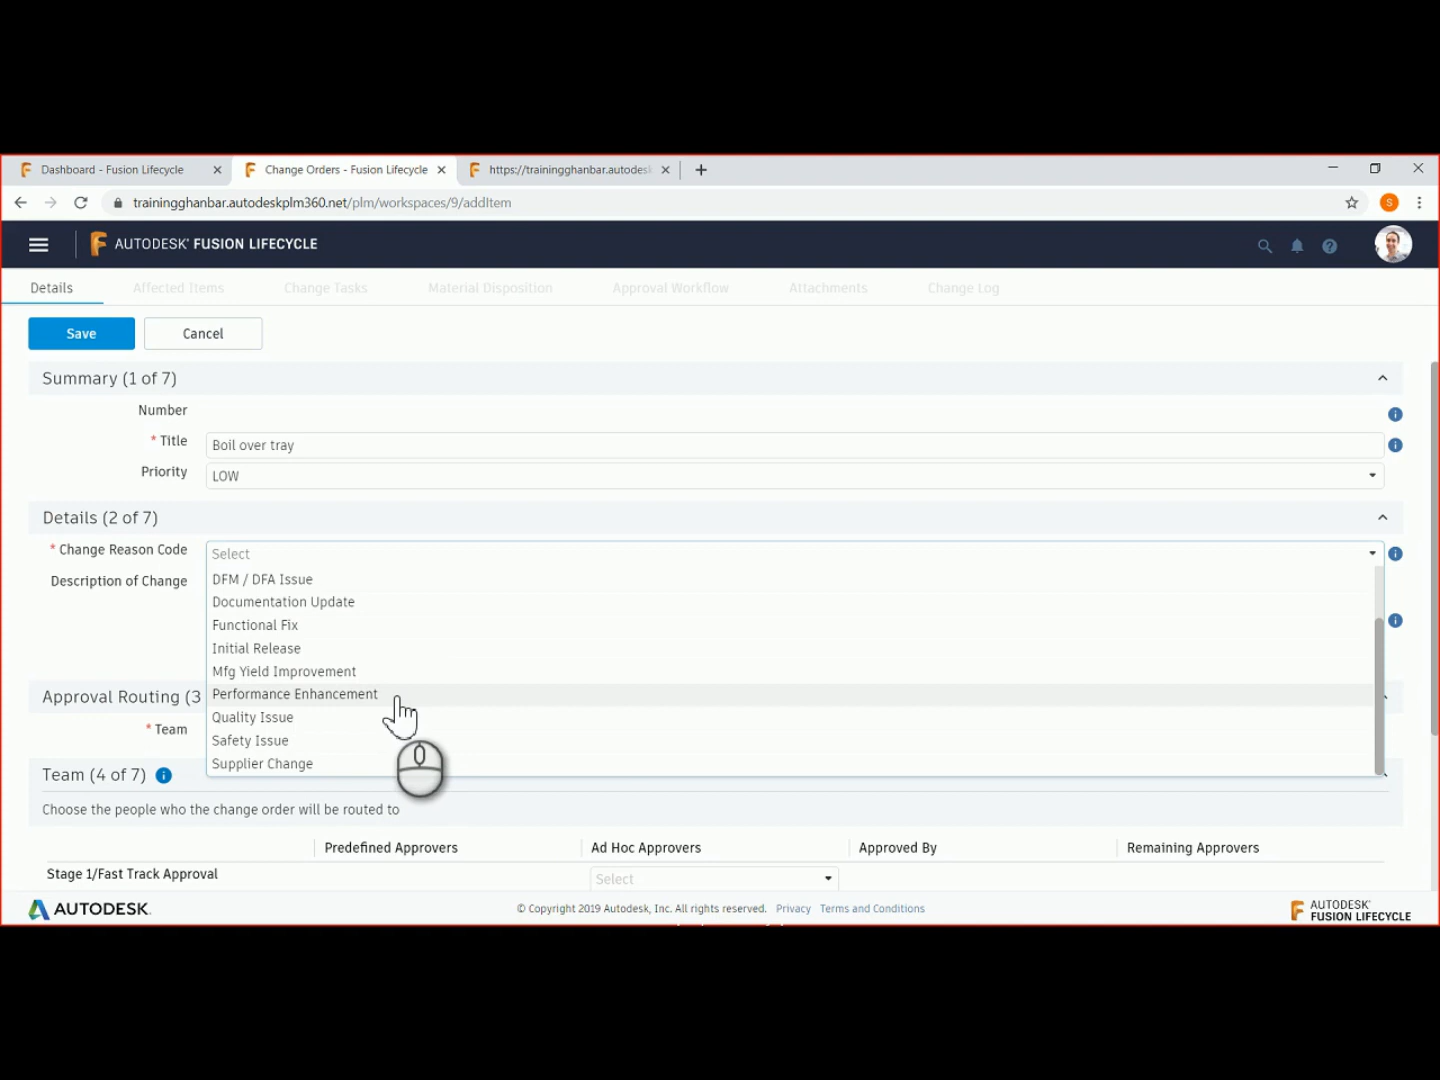 Dashboard - Fusion Lifecycle
Change Orders - Fusion Lifecycle
https://trainingghanbar.autodesk
trainingghanbar.autodeskplm360.net/plm/workspaces/9/addItem
S
AUTODESK' FUSION LIFECYCLE
Details
Affected Items
Change Tasks
Material Disposition
Approval Workflow
Attachments
Change Log
Save
Cancel
Summary (1 of 7)
Number
* Title
Boil over tray
Priority
LOW
Details (2 of 7)
* Change Reason Code
Select
Description of Change
DFM / DFA Issue
Documentation Update
Functional Fix
Initial Release
Mfg Yield Improvement
Approval Routing (3
Performance Enhancement
Quality Issue
* Team
Safety Issue
Supplier Change
Team (4 of 7)
Choose the people who the change order will be routed to
Predefined Approvers
Ad Hoc Approvers
Approved By
Remaining Approvers
Stage 1/Fast Track Approval
Select
AUTODESK.
© Copyright 2019 Autodesk, Inc. All rights reserved.
Privacy
Terms and Conditions
AUTODESK'
FUSION LIFECYCLE